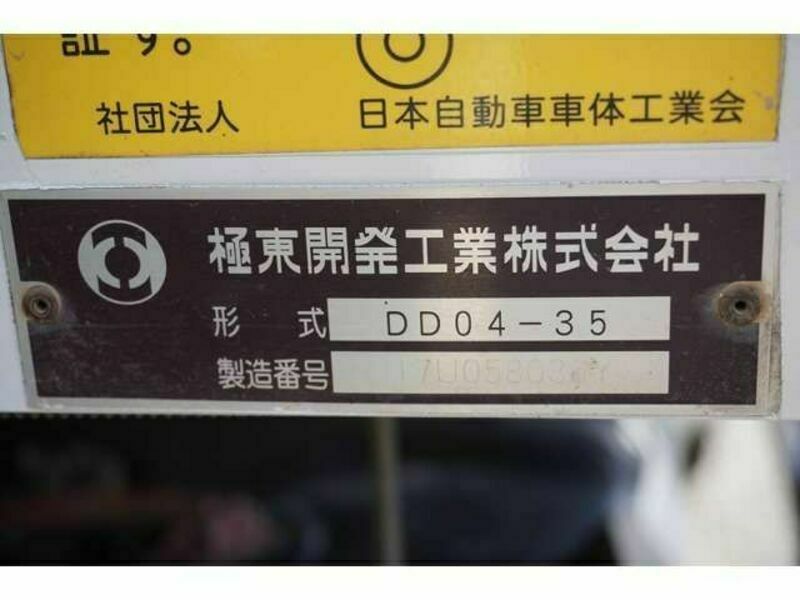 証す。
社団法人 日本自動車車体工業会
極東開発工業株式会社
形式 DD04-35
製造番号